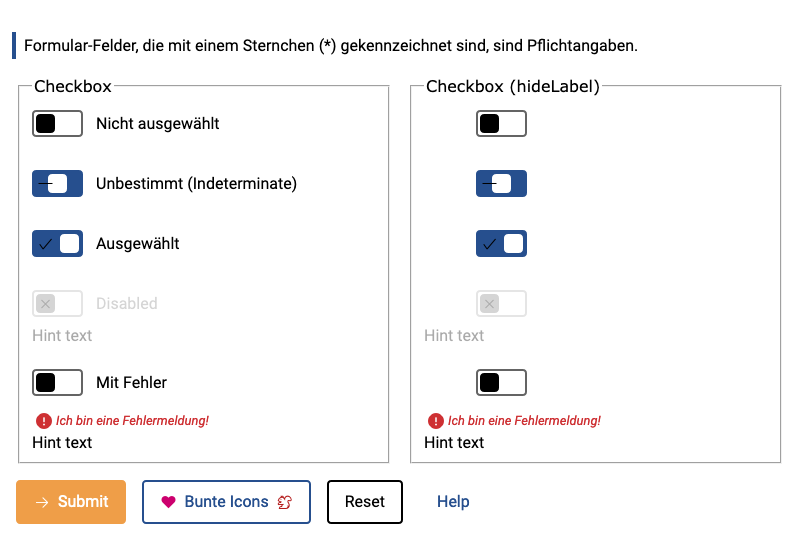 Formular-Felder, die mit einem Sternchen (*) gekennzeichnet sind, sind Pflichtangaben.
Checkbox
Nicht ausgewählt
Unbestimmt (Indeterminate)
Ausgewählt
Disabled
Hint text
Mit Fehler
Ich bin eine Fehlermeldung!
Hint text
Checkbox (hideLabel)
Hint text
Ich bin eine Fehlermeldung!
Hint text
Submit
Bunte Icons
Reset
Help